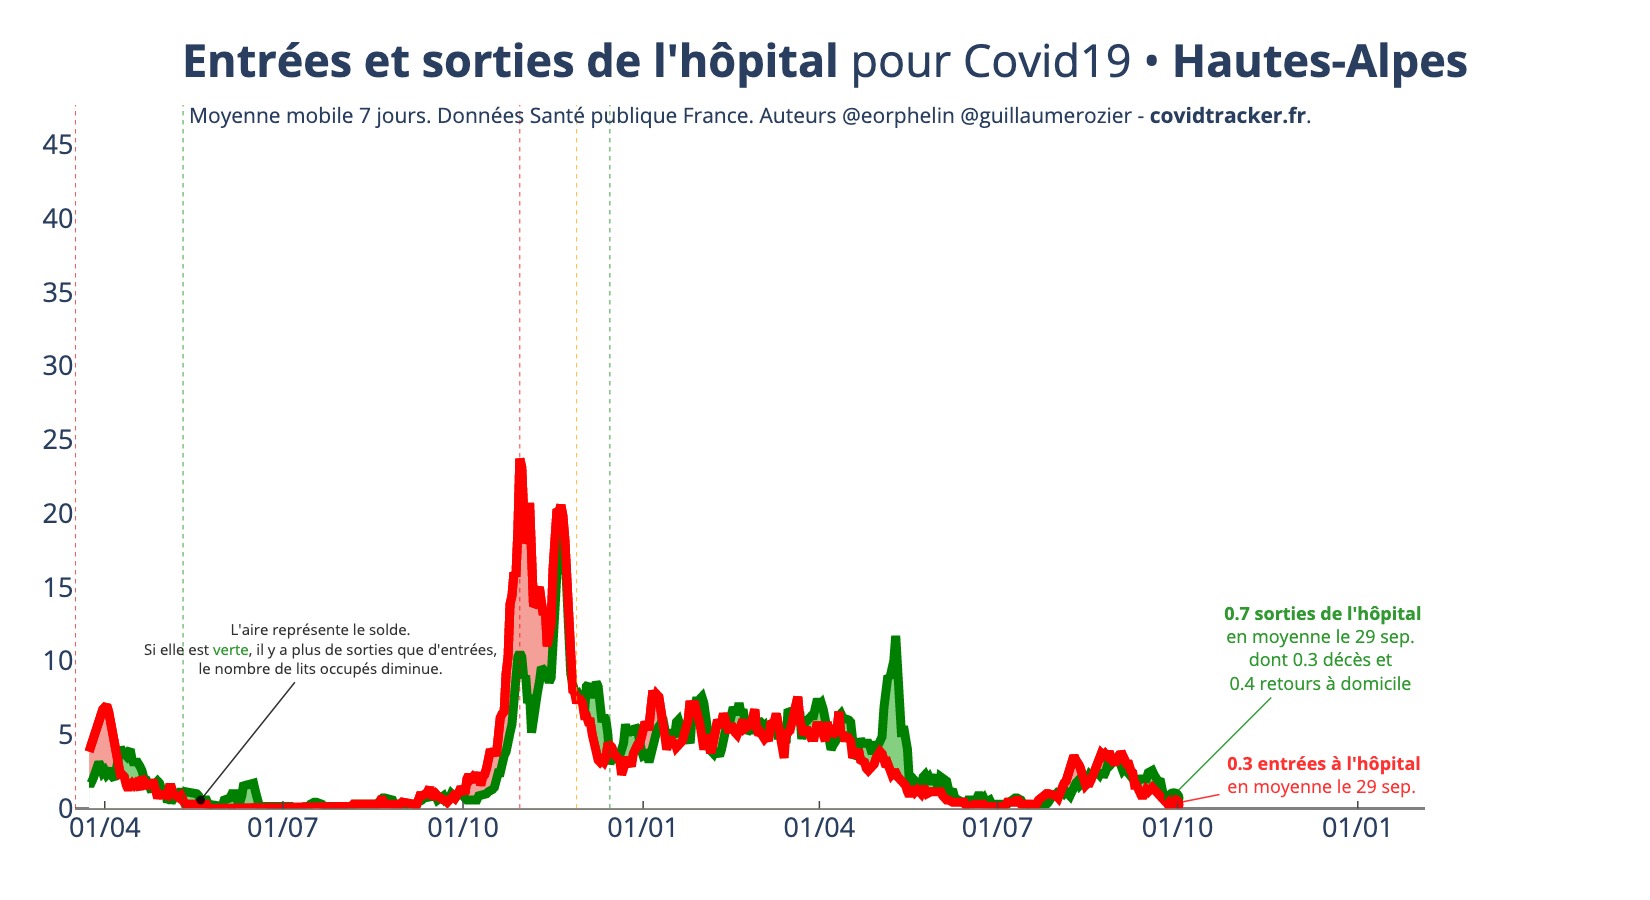 Entrées et sorties de l'hôpital pour Covid19 • Hautes-Alpes
Moyenne mobile 7 jours. Données Santé publique France. Auteurs @eorphelin @guillaumerozier - covidtracker.fr.
45
40
35
30
25
20
15
10
5
0
L'aire représente le solde.
Si elle est verte, il y a plus de sorties que d'entrées,
le nombre de lits occupés diminue.
0.7 sorties de l'hôpital
en moyenne le 29 sep.
dont 0.3 décès et
0.4 retours à domicile
0.3 entrées à l'hôpital
en moyenne le 29 sep.
01/04 01/07 01/10 01/01 01/04 01/07 01/10 01/01